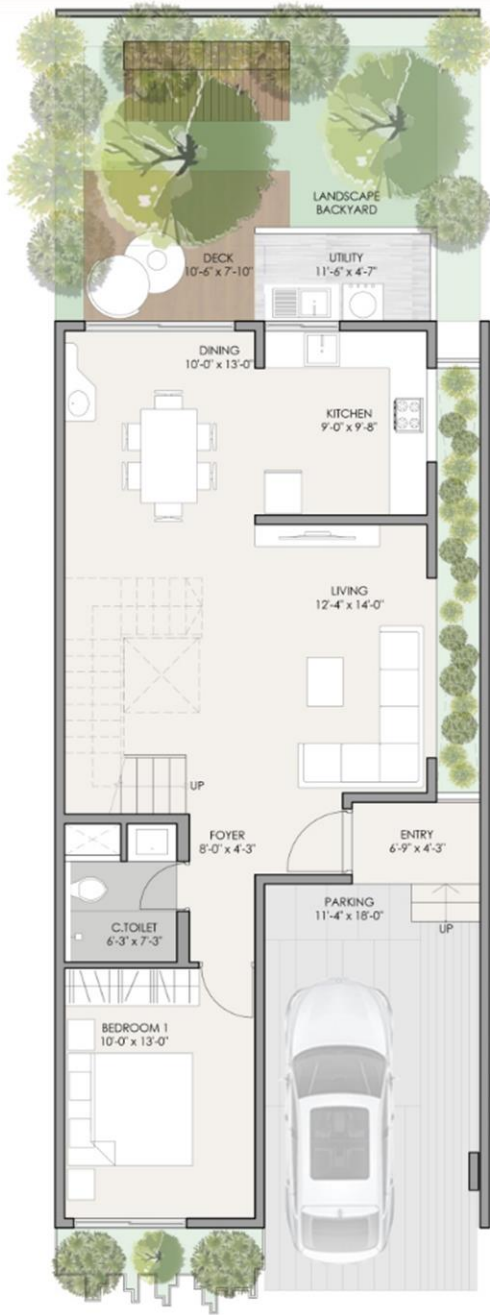 LANDSCAPE
BACKYARD
DECK
10'-6" x 7'-10"
UTILITY
11'-6" x 4'-7"
DINING
10'-0" x 13'-0"
KITCHEN
9'-0" x 9'-8"
LIVING
12'-4" x 14'-0"
UP
FOYER
8'-0" x 4'-3"
ENTRY
6'-9" x 4'-3"
PARKING
11'-4" x 18'-0"
UP
C.TOILET
6'-3" x 7'-3"
BEDROOM 1
10'-0" x 13'-0"